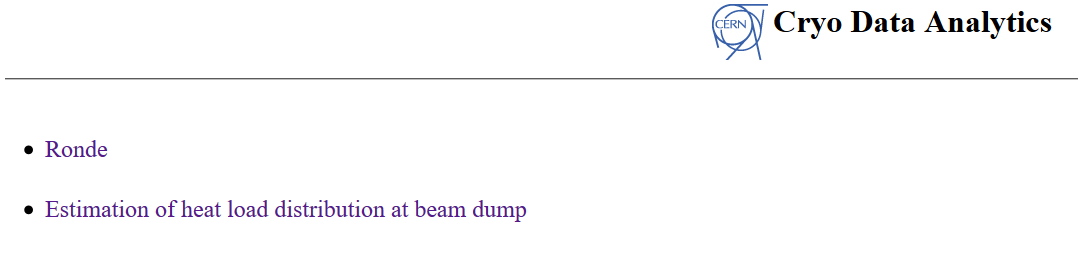 CERN
Cryo Data Analytics
Ronde
Estimation of heat load distribution at beam dump